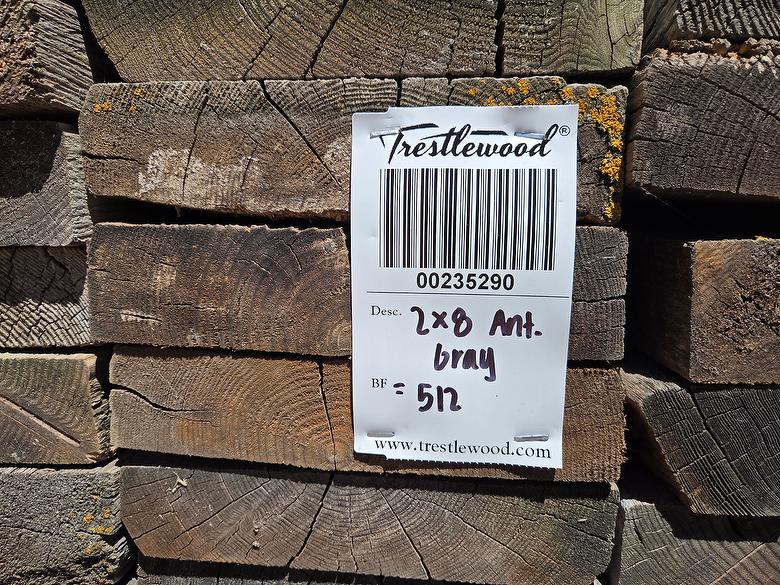 Trestlewood®
00235290
Desc. 2x8 Ant.
Gray
BF = 512
www.trestlewood.com